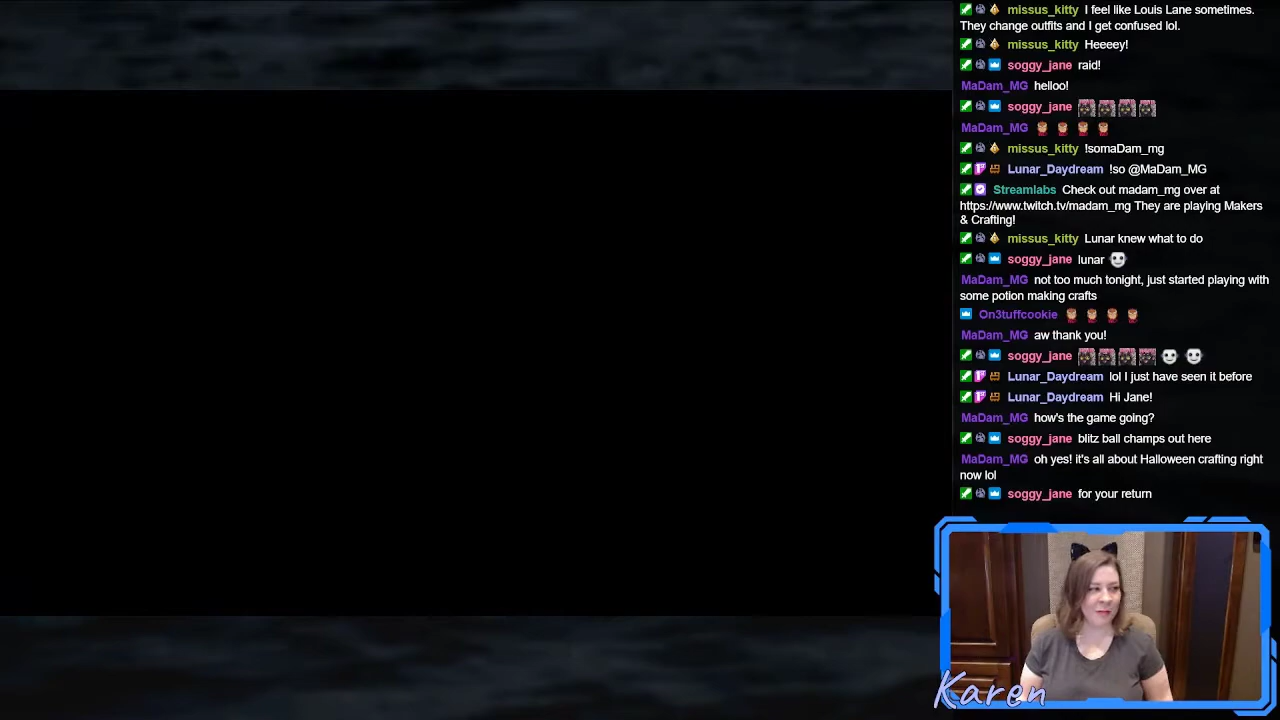 missus_kitty I feel like Louis Lane sometimes.
They change outfits and I get confused lol.
missus_kitty Heeeey!
soggy_jane raid!
MaDam_MG helloo!
soggy_jane
MaDam_MG
missus_kitty !somaDam_mg
Lunar_Daydream !so @MaDam_MG
Streamlabs Check out madam_mg over at
https://www.twitch.tv/madam_mg They are playing Makers
& Crafting!
missus_kitty Lunar knew what to do
soggy_jane lunar
MaDam_MG not too much tonight, just started playing with
some potion making crafts
On3tuffcookie
MaDam_MG aw thank you!
soggy_jane
Lunar_Daydream lol I just have seen it before
Lunar_Daydream Hi Jane!
MaDam_MG how's the game going?
soggy_jane blitz ball champs out here
MaDam_MG oh yes! it's all about Halloween crafting right
now lol
soggy_jane for your return
Karen